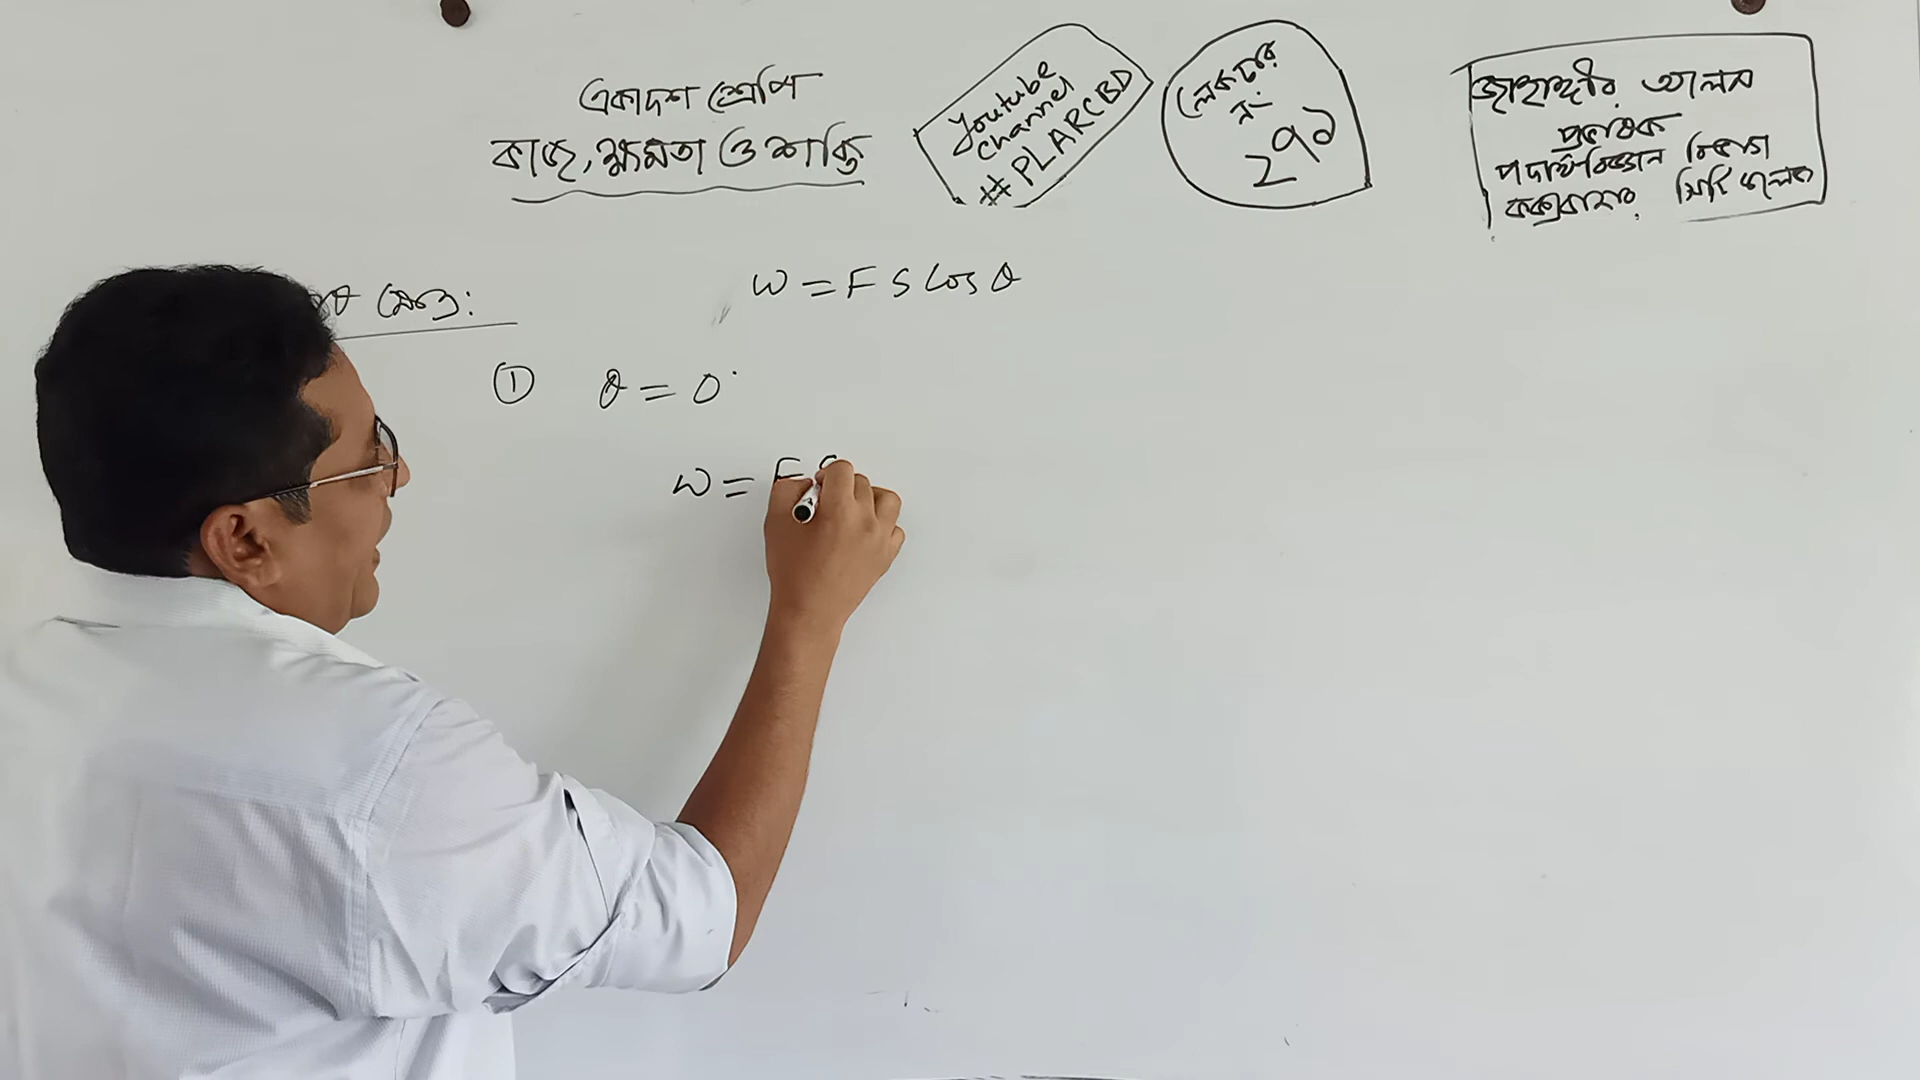 একাদশ শ্রেণি
কাজ, ক্ষমতা ও শক্তি
Youtube
channel
#PLARCBD
লেকচার
নং
২৭১
জাহাঙ্গীর আলম
প্রভাষক
পদার্থবিজ্ঞান বিভাগ
কক্সবাজার সিটি কলেজ
ক্ষেত্র:
W = F S Cos θ
① θ = 0°
W = F S